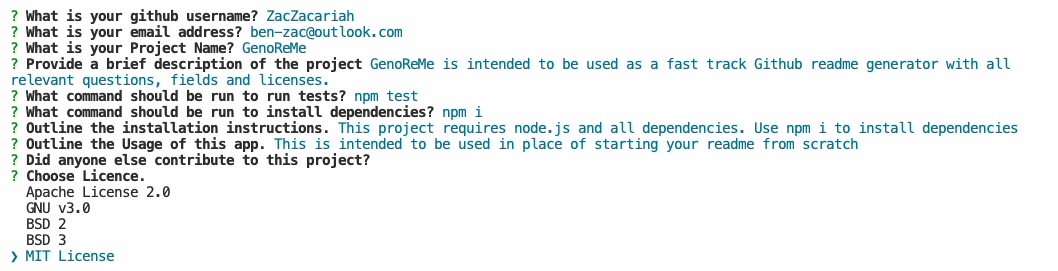 ? What is your github username? ZacZacariah
? What is your email address? ben-zac@outlook.com
? What is your Project Name? GenoReMe
? Provide a brief description of the project GenoReMe is intended to be used as a fast track Github readme generator with all
relevant questions, fields and licenses.
? What command should be run to run tests? npm test
? What command should be run to install dependencies? npm i
? Outline the installation instructions. This project requires node.js and all dependencies. Use npm i to install dependencies
? Outline the Usage of this app. This is intended to be used in place of starting your readme from scratch
? Did anyone else contribute to this project?
? Choose Licence.
Apache License 2.0
GNU v3.0
BSD 2
BSD 3
❯ MIT License